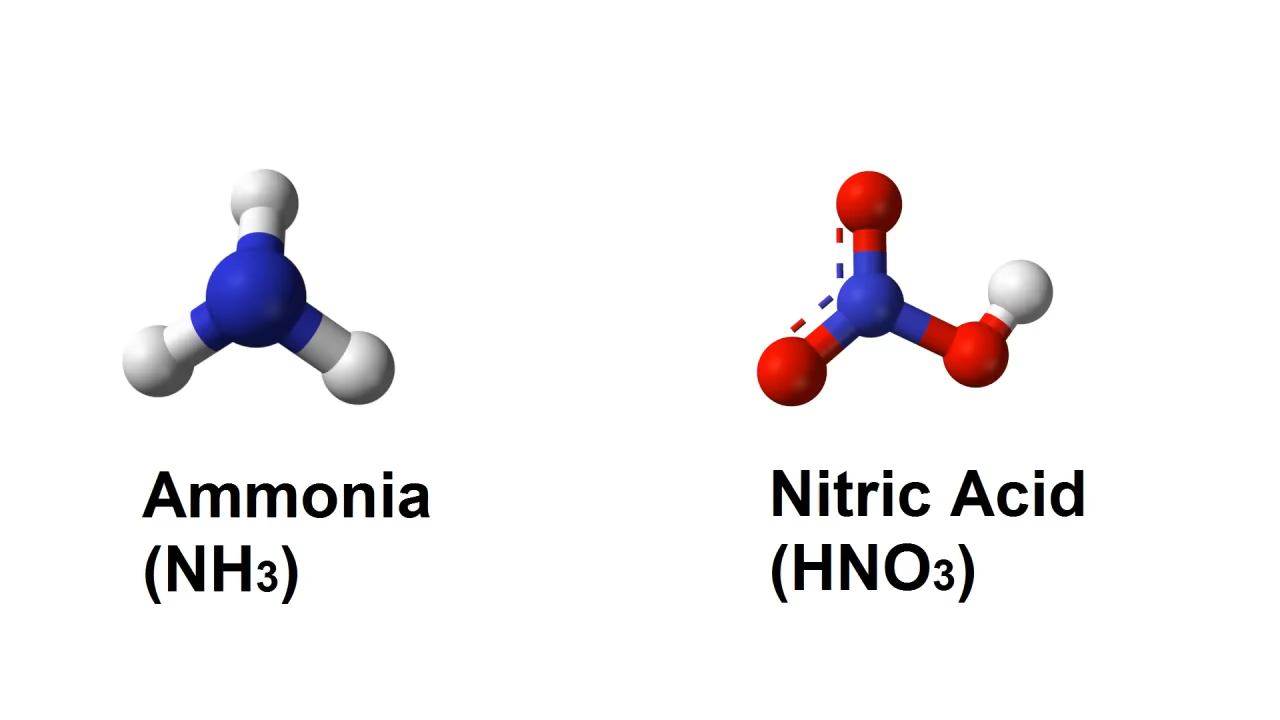 Ammonia
(NH₃)
Nitric Acid
(HNO₃)